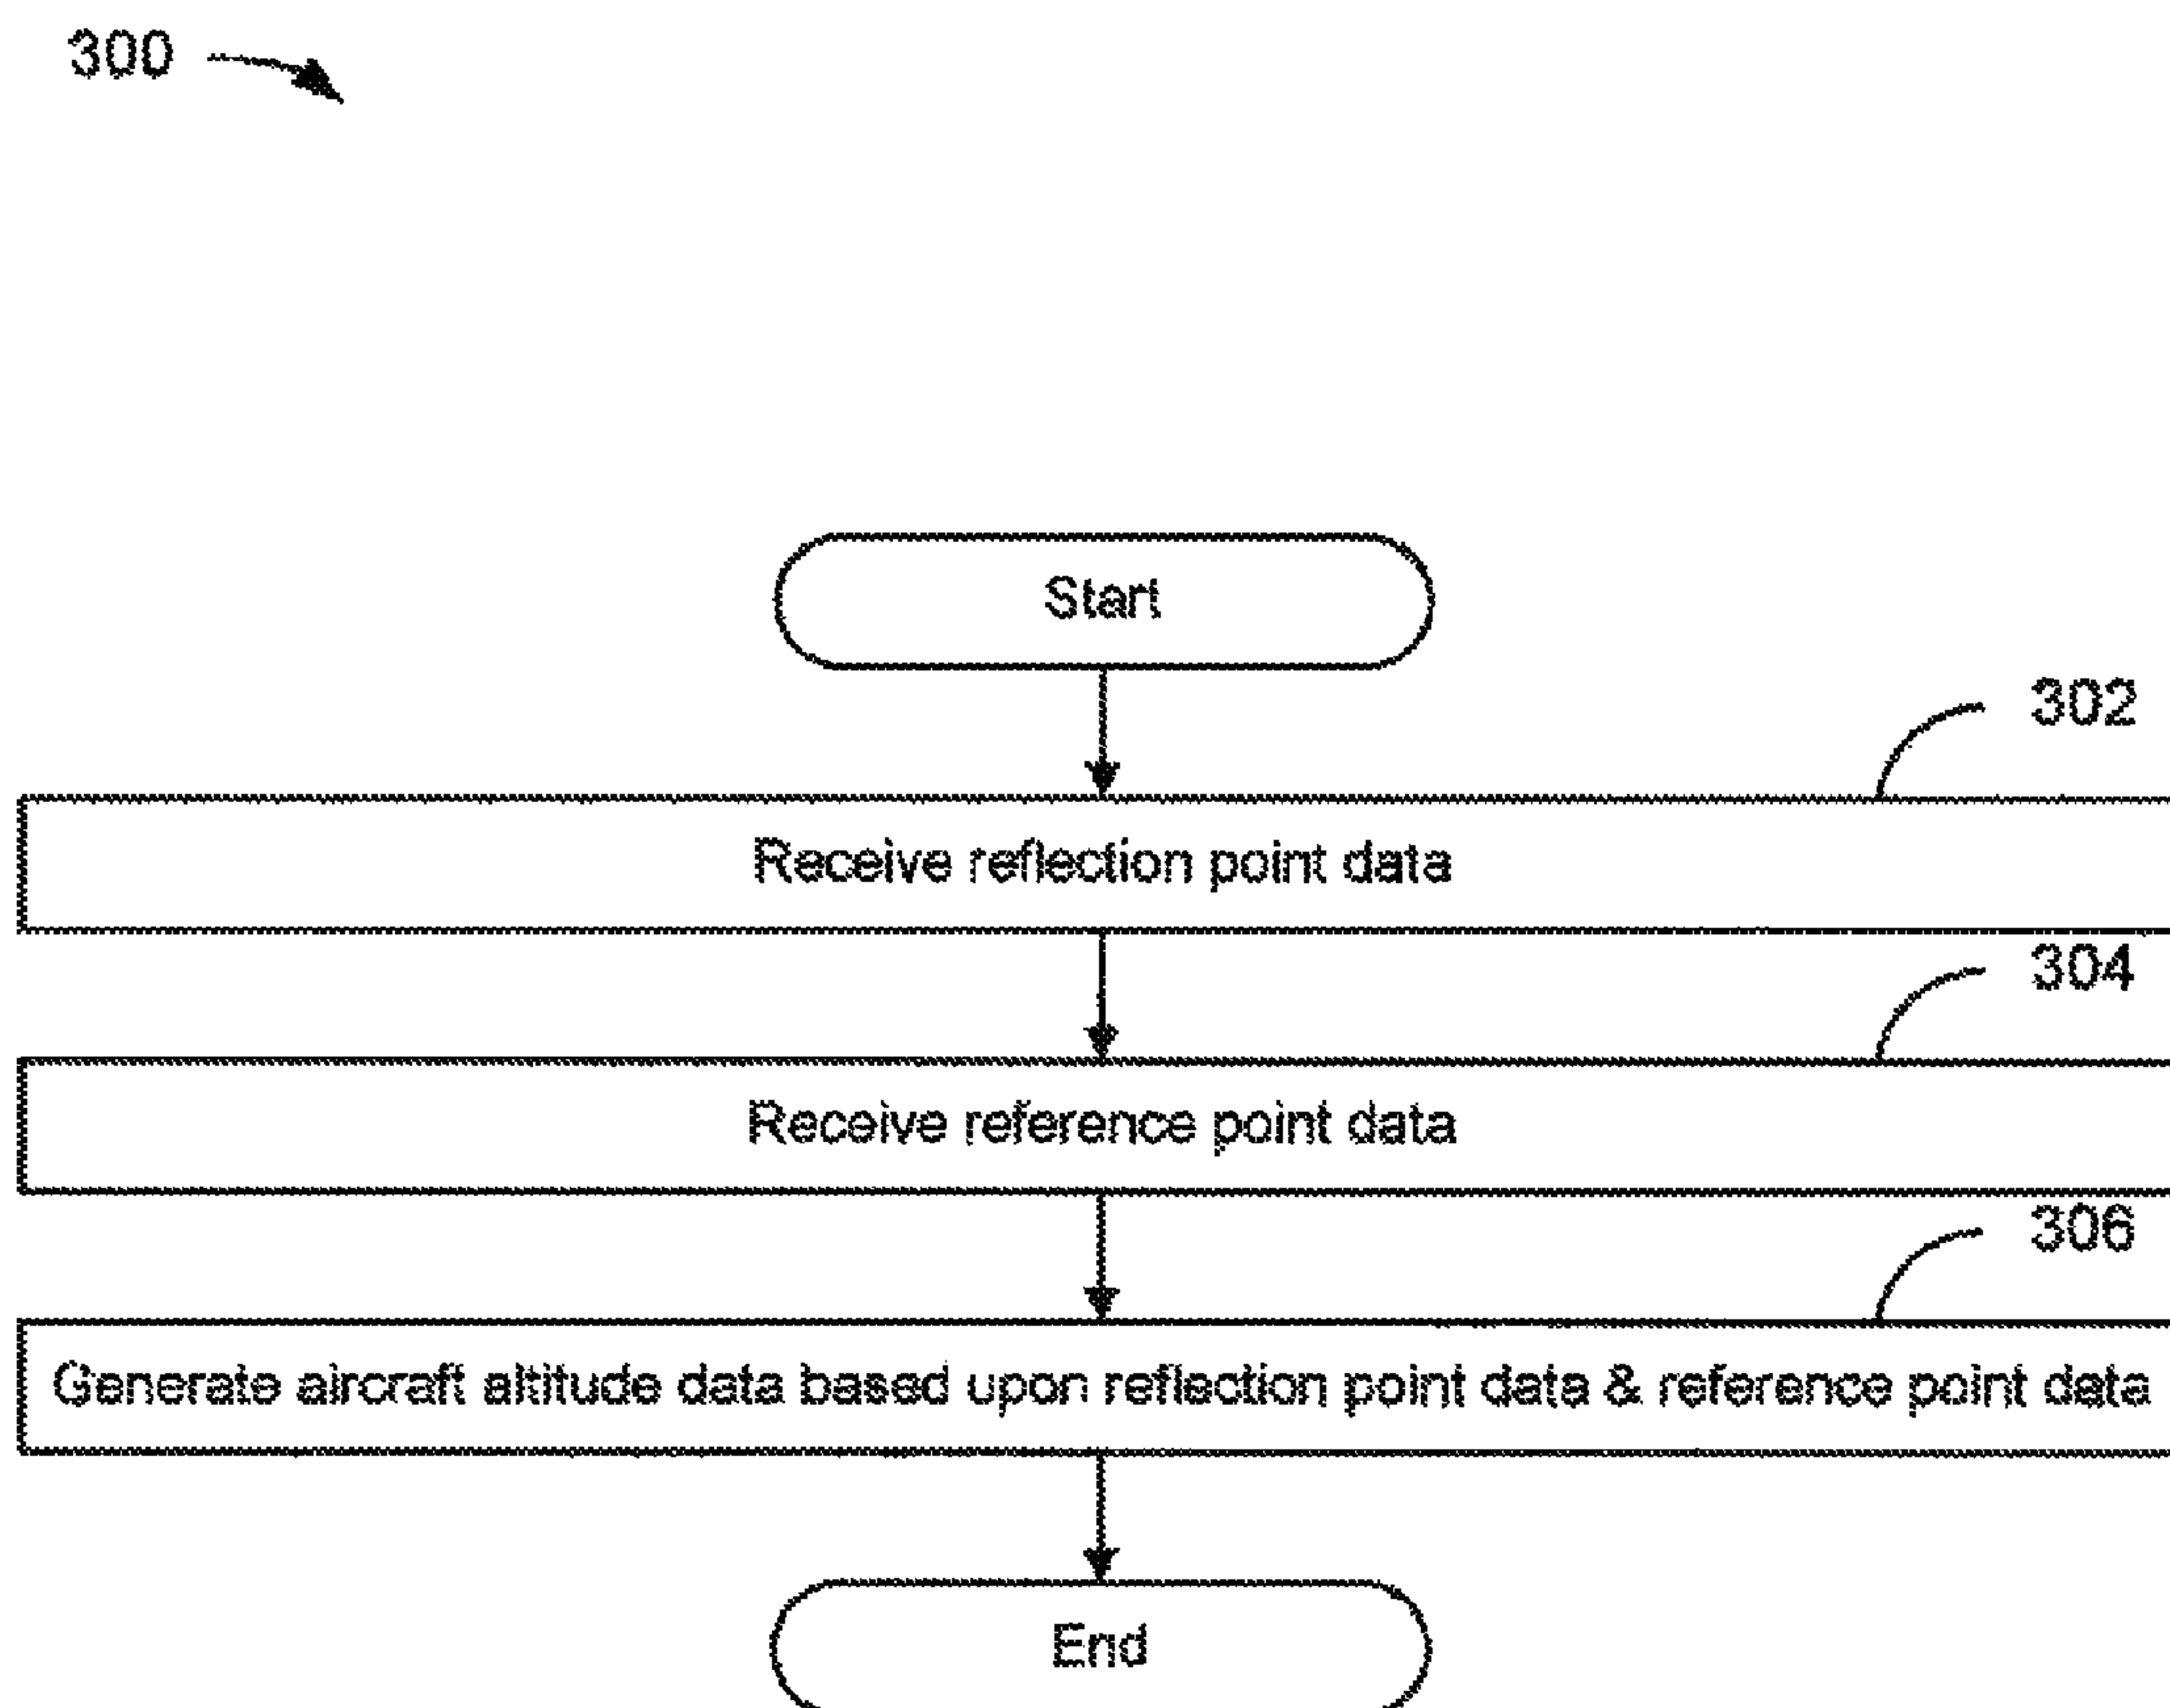 300
Start
302
Receive reflection point data
304
Receive reference point data
306
Generate aircraft altitude data based upon reflection point data & reference point data
End